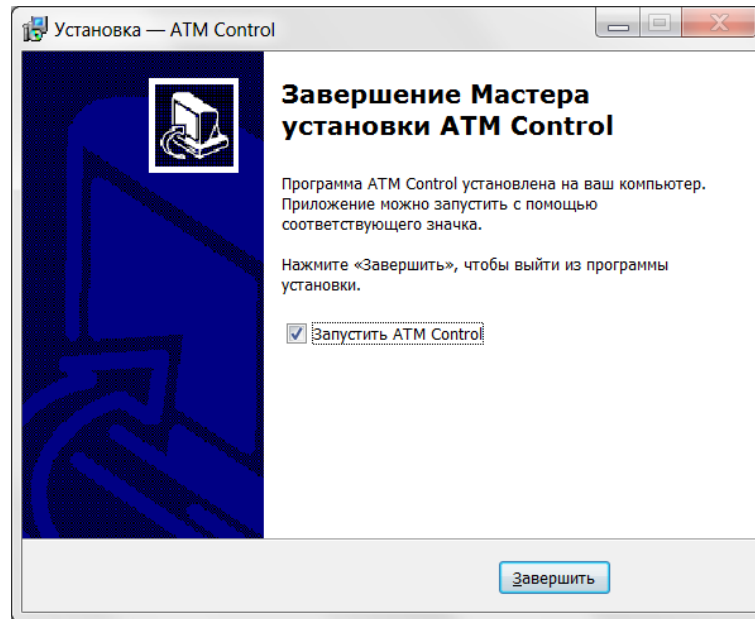 Установка — ATM Control
Завершение Мастера
установки ATM Control
Программа ATM Control установлена на ваш компьютер.
Приложение можно запустить с помощью
соответствующего значка.
Нажмите «Завершить», чтобы выйти из программы
установки.
Запустить ATM Control
Завершить